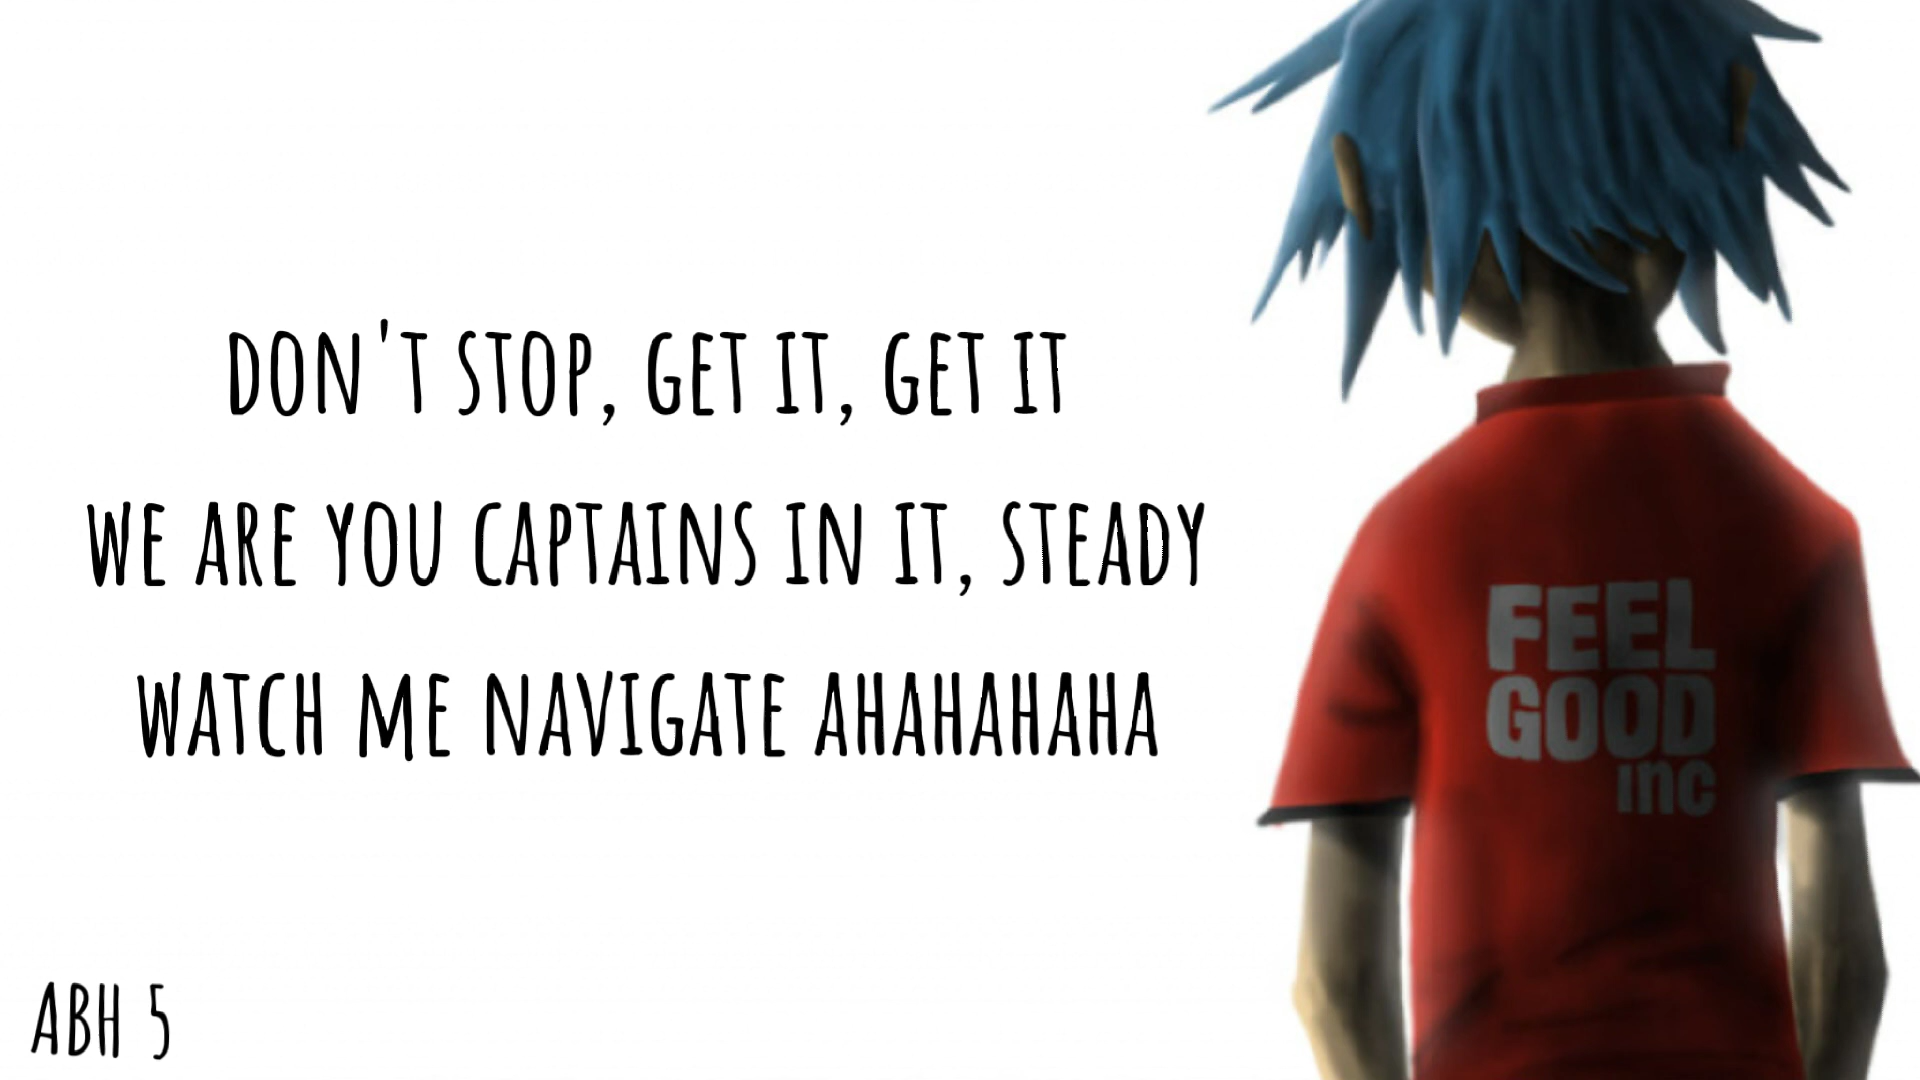 DON'T STOP, GET IT, GET IT
WE ARE YOU CAPTAINS IN IT, STEADY
WATCH ME NAVIGATE AHAHAHAHA
FEEL
GOOD
inc
ABH 5